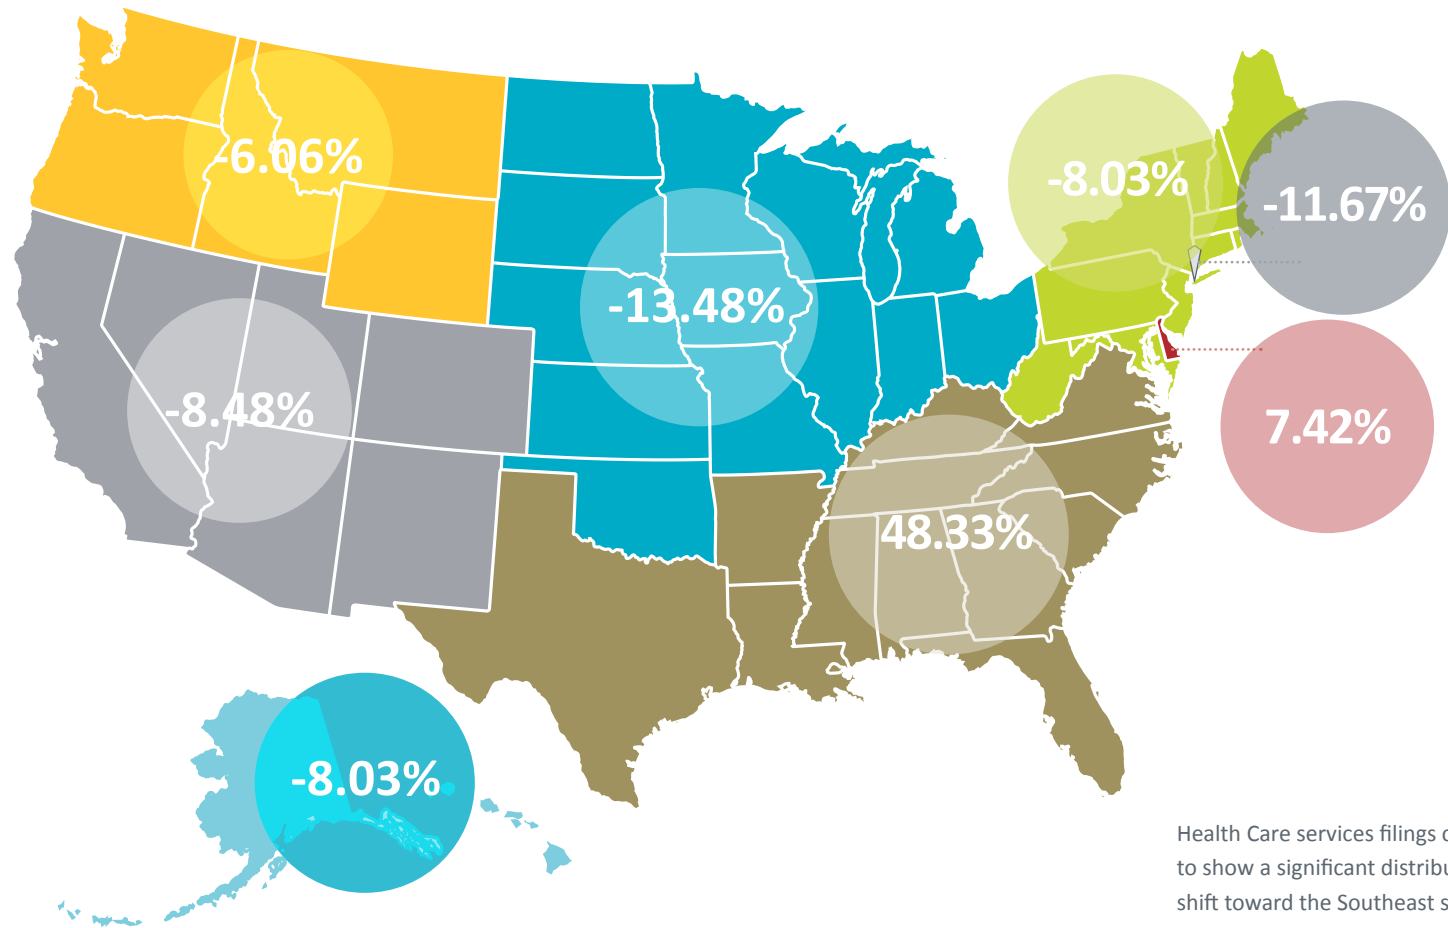 -6.06%
-8.03%
-11.67%
-13.48%
-8.48%
7.42%
48.33%
-8.03%
Health Care services filings
to show a significant
shift toward the Southeast